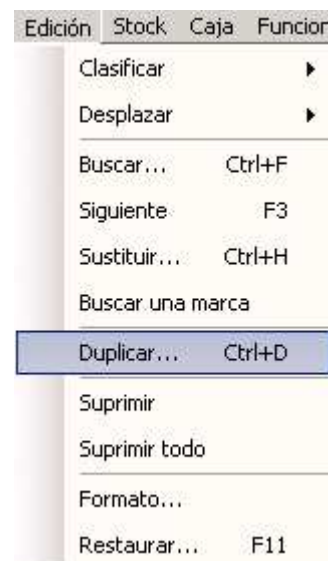 Edición Stock Caja Funcion
Clasificar
Desplazar
Buscar... Ctrl+F
Siguiente F3
Sustituir... Ctrl+H
Buscar una marca
Duplicar... Ctrl+D
Suprimir
Suprimir todo
Formato...
Restaurar... F11